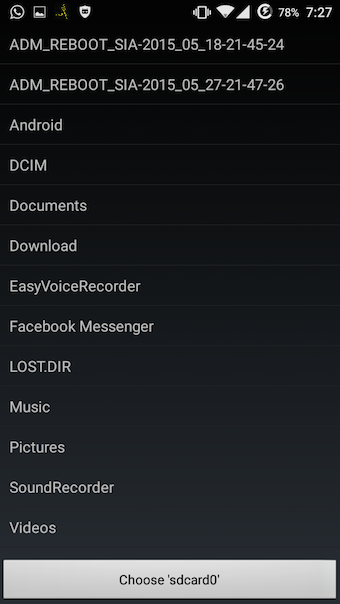 78% 7:27
ADM_REBOOT_SIA-2015_05_18-21-45-24
ADM_REBOOT_SIA-2015_05_27-21-47-26
Android
DCIM
Documents
Download
EasyVoiceRecorder
Facebook Messenger
LOST.DIR
Music
Pictures
SoundRecorder
Videos
Choose 'sdcard0'